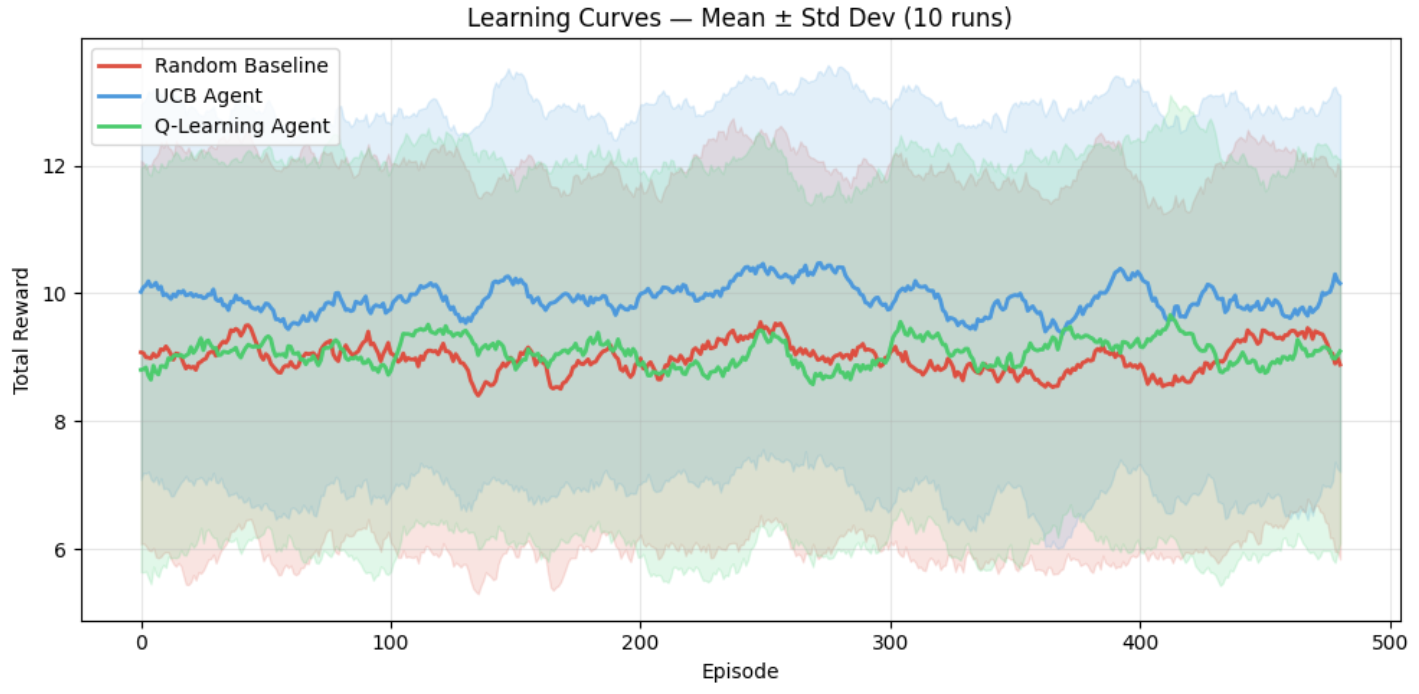 Learning Curves — Mean ± Std Dev (10 runs)
Random Baseline
UCB Agent
Q-Learning Agent
Total Reward
12
10
8
6
0 100 200 300 400 500
Episode